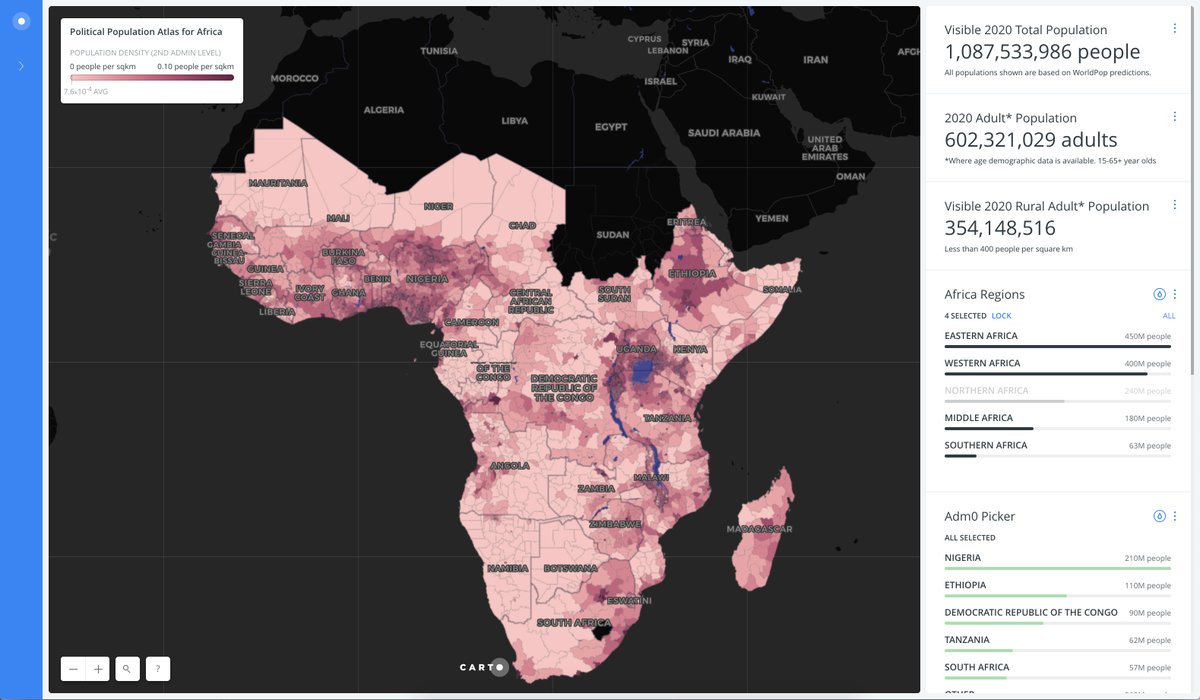 Political Population Atlas for Africa
POPULATION DENSITY (2ND ADMIN LEVEL)
0 people per sqkm 0.10 people per sqkm
7.6x10⁻⁴ AVG
CYPRUS
SYRIA
LEBANON
TUNISIA
IRAQ
IRAN
AFGH
MOROCCO
ISRAEL
KUWAIT
ALGERIA
LIBYA
EGYPT
SAUDI ARABIA
UNITED
ARAB
EMIRATES
OMAN
MAURITANIA
MALI
NIGER
CHAD
SUDAN
ERITREA
YEMEN
SENEGAL
GAMBIA
GUINEA-
BISSAU
GUINEA
SIERRA
LEONE
LIBERIA
IVORY
COAST
BURKINA
FASO
GHANA
BENIN
NIGERIA
CENTRAL
AFRICAN
REPUBLIC
SOUTH
SUDAN
ETHIOPIA
SOMALIA
CAMEROON
EQUATORIAL
GUINEA
OF THE
CONGO
DEMOCRATIC
REPUBLIC OF
THE CONGO
UGANDA
KENYA
TANZANIA
ANGOLA
ZAMBIA
MALAWI
ZIMBABWE
MADAGASCAR
NAMIBIA
BOTSWANA
ESWATINI
SOUTH AFRICA
C
CARTO
?
Visible 2020 Total Population
1,087,533,986 people
All populations shown are based on WorldPop predictions.
2020 Adult* Population
602,321,029 adults
*Where age demographic data is available. 15-65+ year olds
Visible 2020 Rural Adult* Population
354,148,516
Less than 400 people per square km
Africa Regions
4 SELECTED LOCK ALL
EASTERN AFRICA 450M people
WESTERN AFRICA 400M people
NORTHERN AFRICA 240M people
MIDDLE AFRICA 180M people
SOUTHERN AFRICA 63M people
Adm0 Picker
ALL SELECTED
NIGERIA 210M people
ETHIOPIA 110M people
DEMOCRATIC REPUBLIC OF THE CONGO 90M people
TANZANIA 62M people
SOUTH AFRICA 57M people